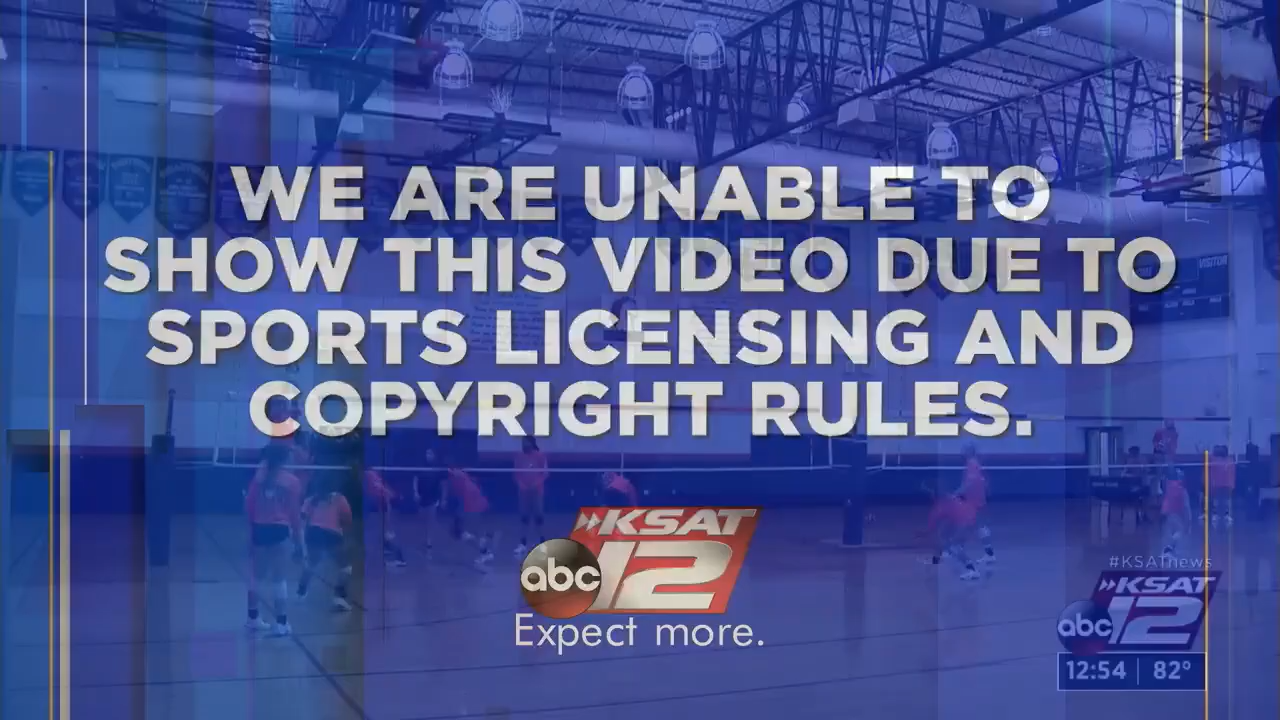 WE ARE UNABLE TO
SHOW THIS VIDEO DUE TO
SPORTS LICENSING AND
COPYRIGHT RULES.
VISITOR
KSAT
abc 12
Expect more.
#KSATnews
KSAT
abc 12
12:54 82°